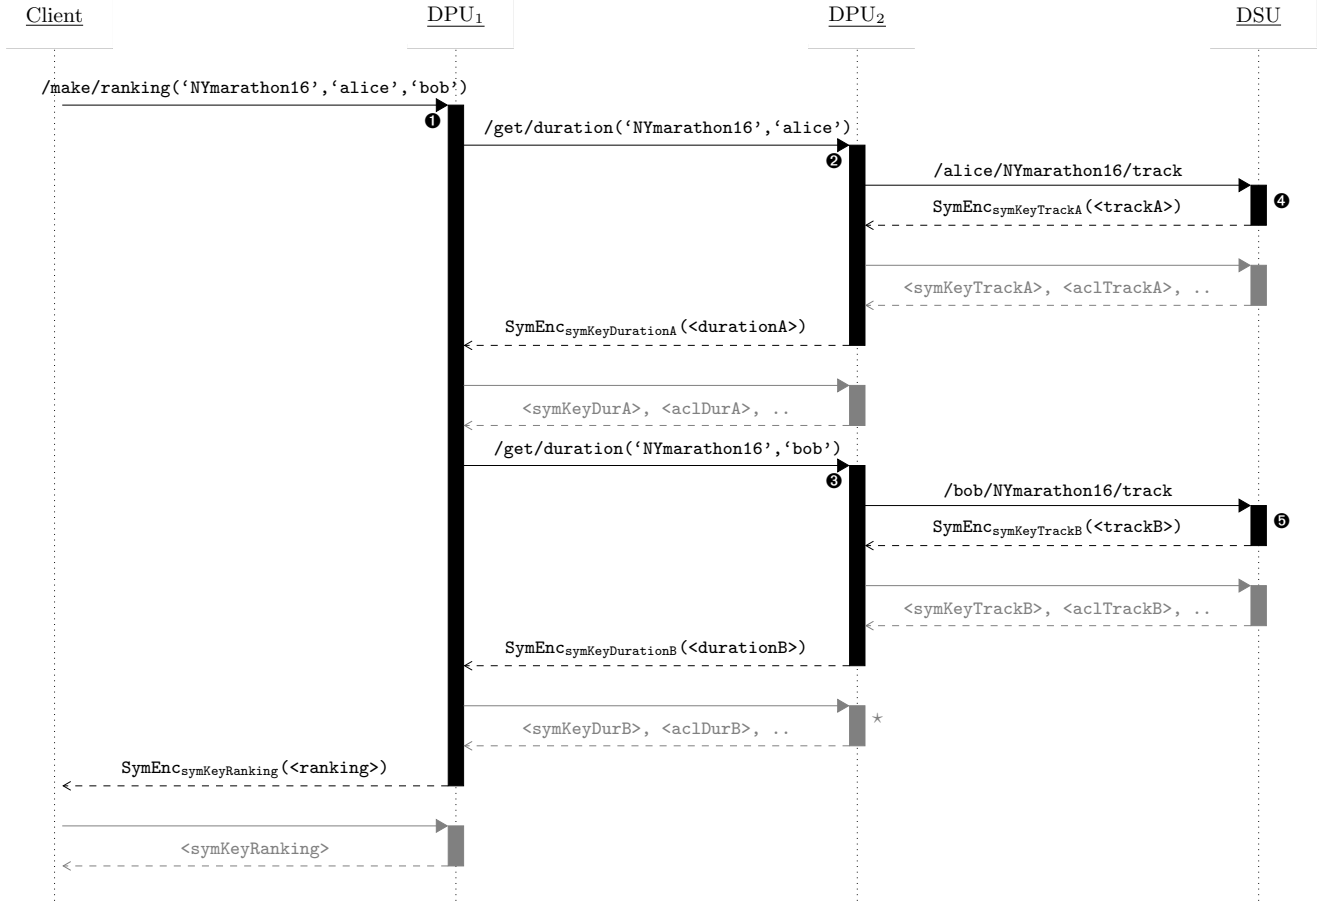 Client DPU₁ DPU₂ DSU
/make/ranking(‘NYmarathon16’,‘alice’,‘bob’)
❶
/get/duration(‘NYmarathon16’,‘alice’)
❷
/alice/NYmarathon16/track
SymEnc_symKeyTrackA(<trackA>)
❹
<symKeyTrackA>, <aclTrackA>, ..
SymEnc_symKeyDurationA(<durationA>)
<symKeyDurA>, <aclDurA>, ..
/get/duration(‘NYmarathon16’,‘bob’)
❸
/bob/NYmarathon16/track
SymEnc_symKeyTrackB(<trackB>)
❺
<symKeyTrackB>, <aclTrackB>, ..
SymEnc_symKeyDurationB(<durationB>)
<symKeyDurB>, <aclDurB>, ..
⋆
SymEnc_symKeyRanking(<ranking>)
<symKeyRanking>